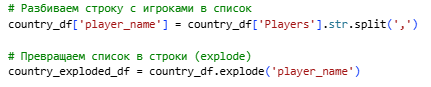 # Разбиваем строку с игроками в список
country_df['player_name'] = country_df['Players'].str.split(',')
# Превращаем список в строки (explode)
country_exploded_df = country_df.explode('player_name')